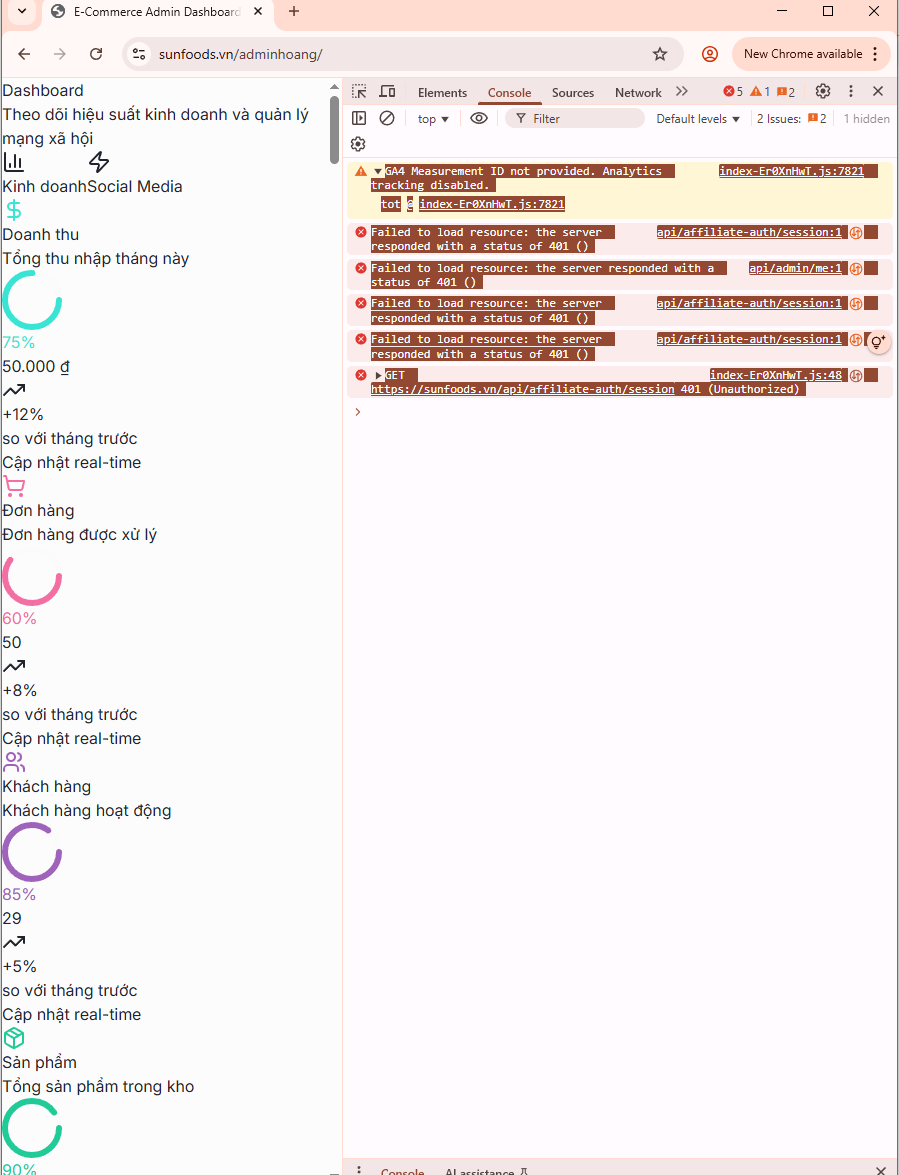 E-Commerce Admin Dashboard
sunfoods.vn/adminhoang/
New Chrome available
Dashboard
Theo dõi hiệu suất kinh doanh và quản lý
mạng xã hội
Kinh doanhSocial Media
Doanh thu
Tổng thu nhập tháng này
75%
50.000 ₫
+12%
so với tháng trước
Cập nhật real-time
Đơn hàng
Đơn hàng được xử lý
60%
50
+8%
so với tháng trước
Cập nhật real-time
Khách hàng
Khách hàng hoạt động
85%
29
+5%
so với tháng trước
Cập nhật real-time
Sản phẩm
Tổng sản phẩm trong kho
90%
Elements Console Sources Network 5 1 2
top Filter Default levels 2 Issues: 2 1 hidden
GA4 Measurement ID not provided. Analytics index-Er0XnHwT.js:7821
tracking disabled.
tot @ index-Er0XnHwT.js:7821
Failed to load resource: the server api/affiliate-auth/session:1
responded with a status of 401 ()
Failed to load resource: the server responded with a api/admin/me:1
status of 401 ()
Failed to load resource: the server api/affiliate-auth/session:1
responded with a status of 401 ()
Failed to load resource: the server api/affiliate-auth/session:1
responded with a status of 401 ()
GET index-Er0XnHwT.js:48
https://sunfoods.vn/api/affiliate-auth/session 401 (Unauthorized)
Console AI assistance